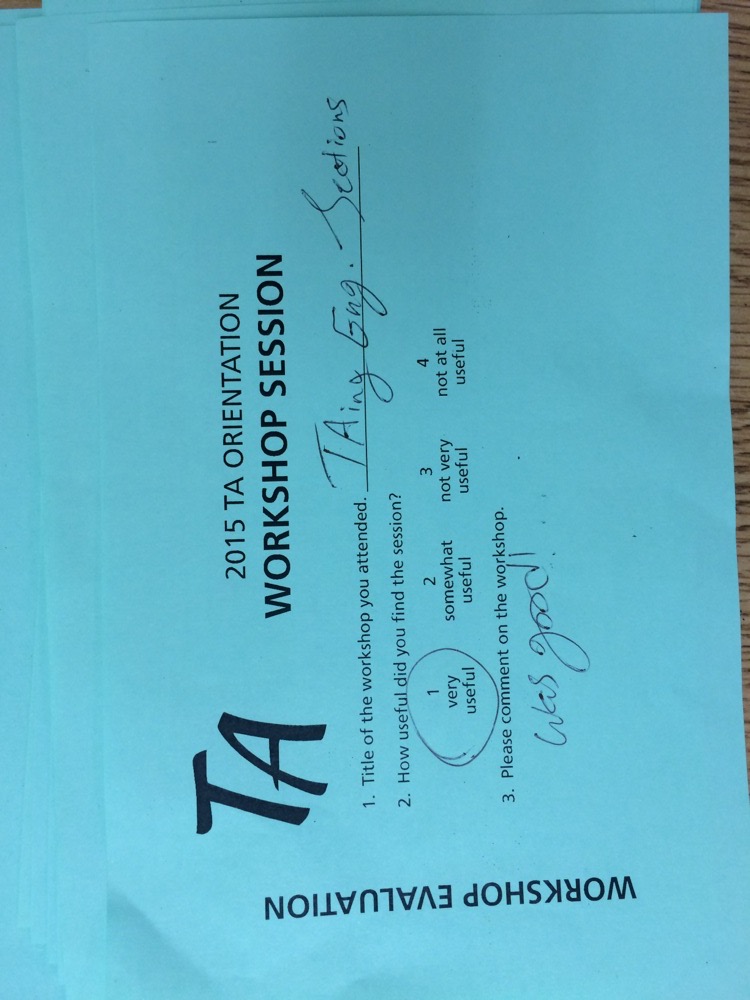 TA
2015 TA ORIENTATION
WORKSHOP SESSION
1. Title of the workshop you attended. TAing Eng. Sections
2. How useful did you find the session?
1 2 3 4
very somewhat not very not at all
useful useful useful useful
3. Please comment on the workshop.
Was good!
WORKSHOP EVALUATION